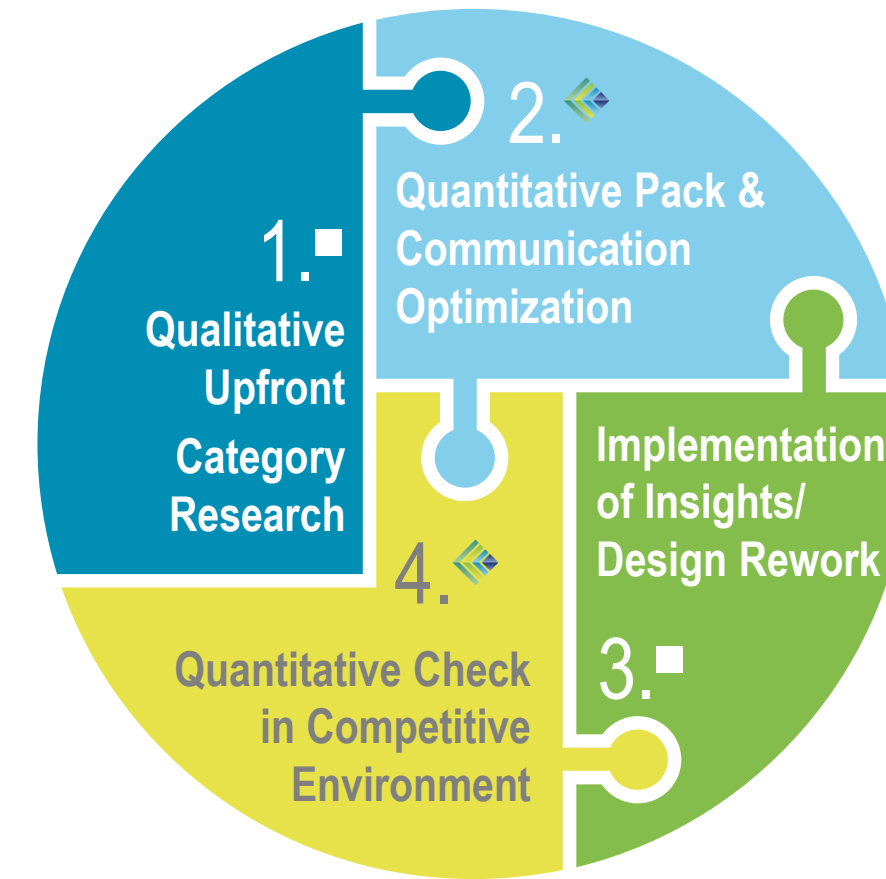 1.
Qualitative
Upfront
Category
Research
2.
Quantitative Pack &
Communication
Optimization
Implementation
of Insights/
Design Rework
3.
4.
Quantitative Check
in Competitive
Environment